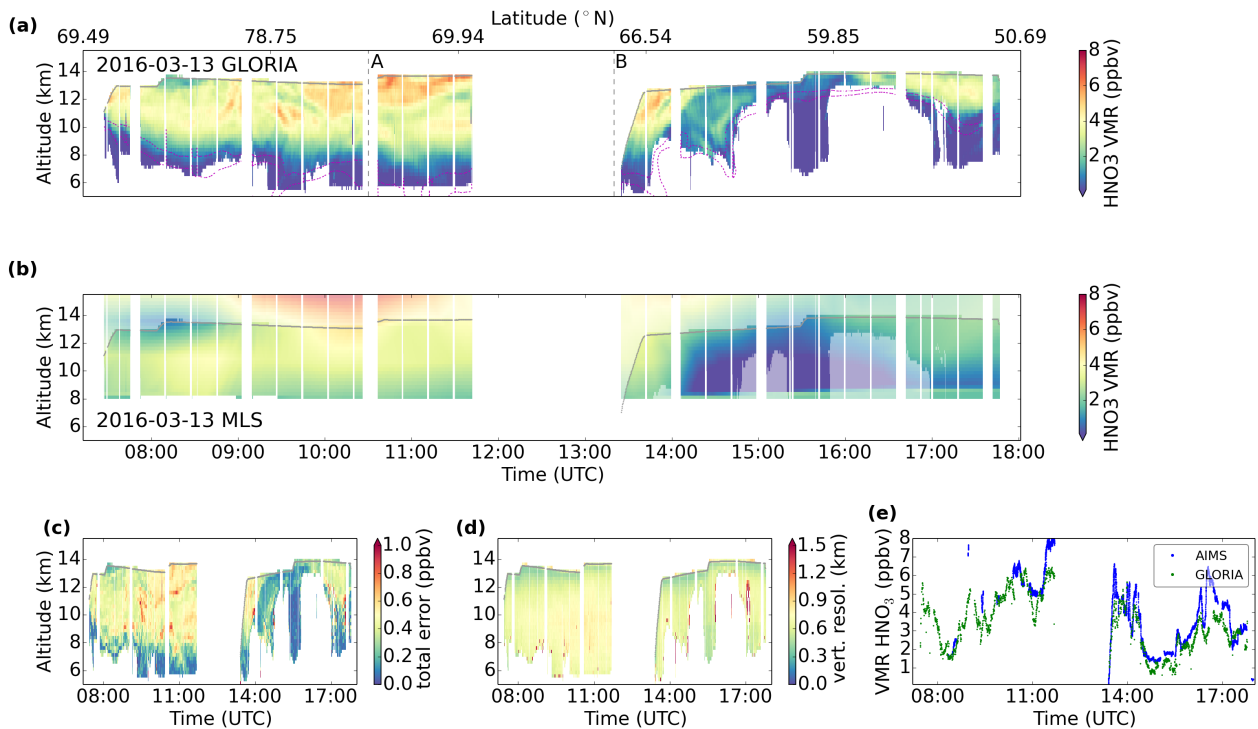 Latitude (°N)
(a)
69.49 78.75 69.94 66.54 59.85 50.69
2016-03-13 GLORIA
A
B
Altitude (km)
14
12
10
8
6
8
6
4
2
0
HNO3 VMR (ppbv)
(b)
Altitude (km)
14
12
10
8
6
2016-03-13 MLS
08:00 09:00 10:00 11:00 12:00 13:00 14:00 15:00 16:00 17:00 18:00
Time (UTC)
8
6
4
2
0
HNO3 VMR (ppbv)
(c)
Altitude (km)
14
12
10
8
6
08:00 11:00 14:00 17:00
Time (UTC)
1.0
0.8
0.6
0.4
0.2
0.0
total error (ppbv)
(d)
14
12
10
8
6
08:00 11:00 14:00 17:00
Time (UTC)
1.5
1.2
0.9
0.6
0.3
0.0
vert. resol. (km)
(e)
VMR HNO3 (ppbv)
8
7
6
5
4
3
2
1
AIMS
GLORIA
08:00 11:00 14:00 17:00
Time (UTC)